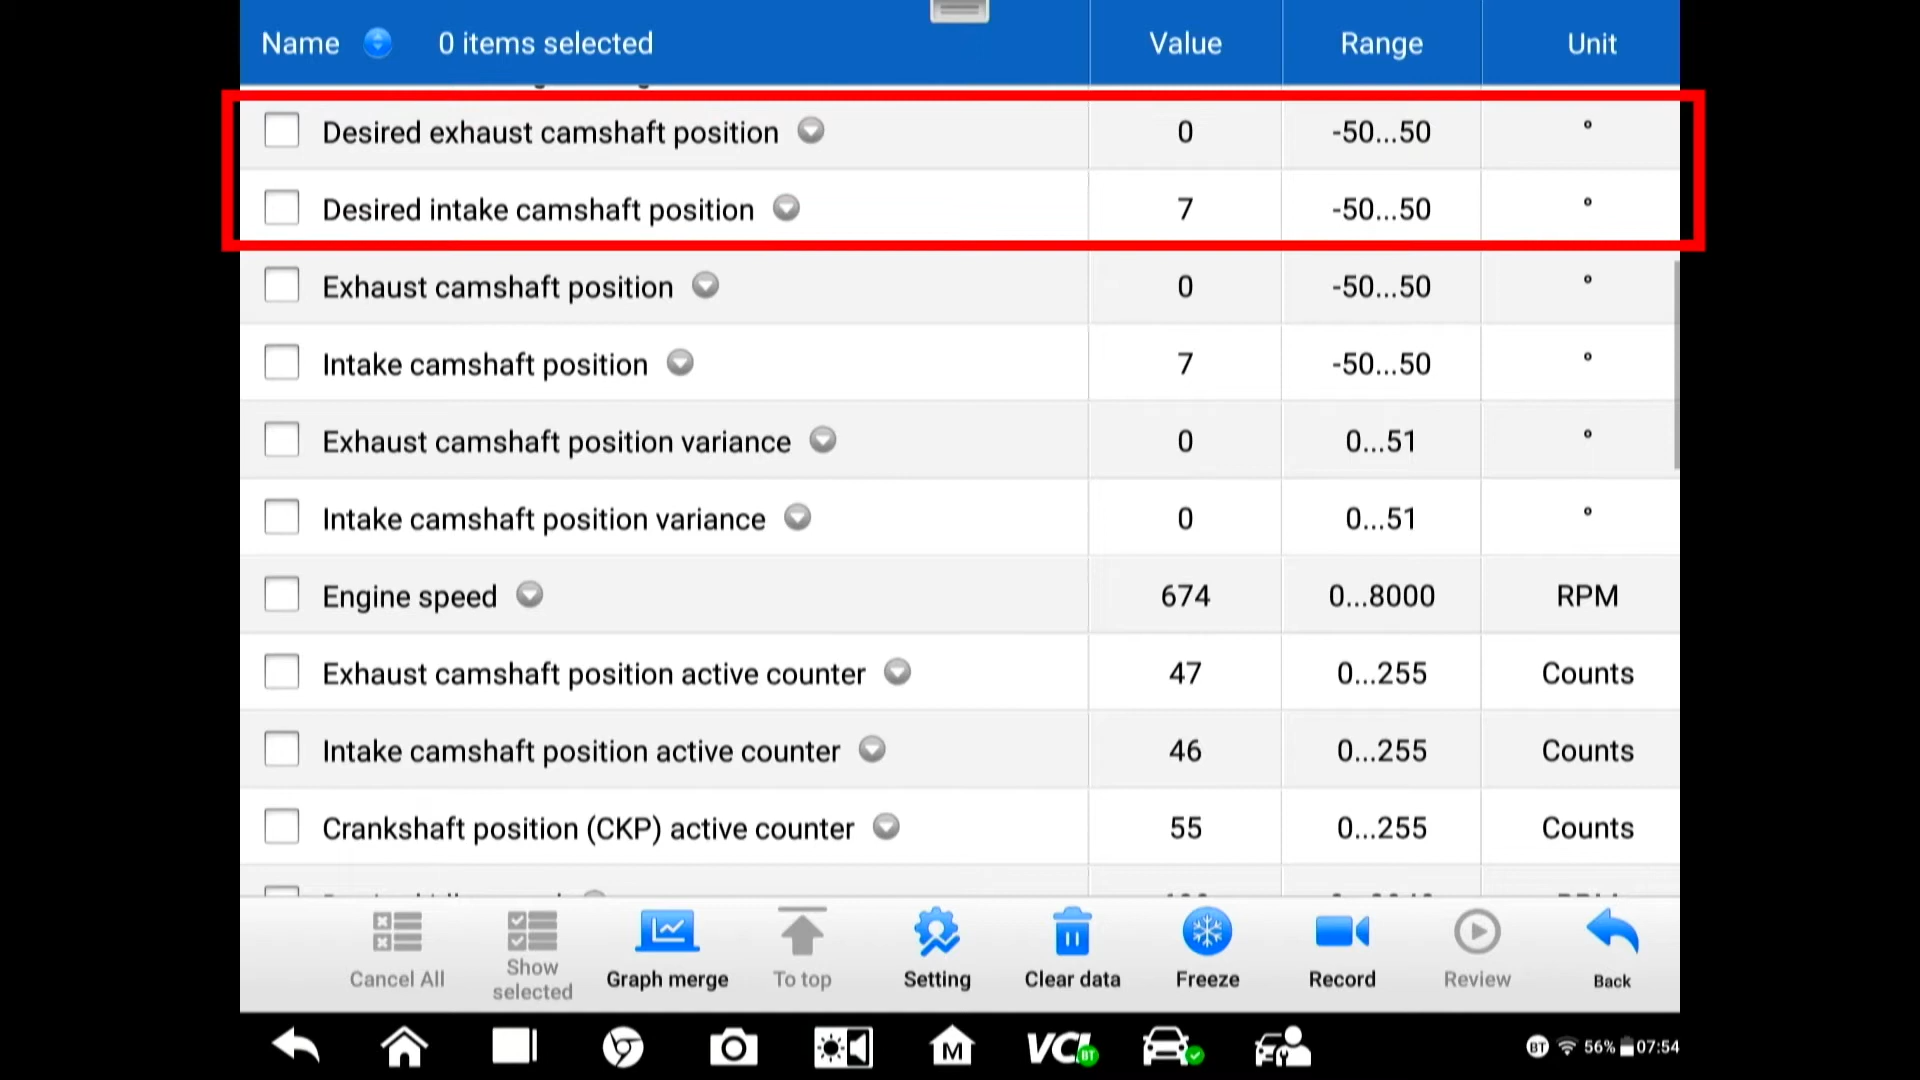 Name 0 items selected Value Range Unit
Desired exhaust camshaft position 0 -50...50 °
Desired intake camshaft position 7 -50...50 °
Exhaust camshaft position 0 -50...50 °
Intake camshaft position 7 -50...50 °
Exhaust camshaft position variance 0 0...51 °
Intake camshaft position variance 0 0...51 °
Engine speed 674 0...8000 RPM
Exhaust camshaft position active counter 47 0...255 Counts
Intake camshaft position active counter 46 0...255 Counts
Crankshaft position (CKP) active counter 55 0...255 Counts
Cancel All Show selected Graph merge To top Setting Clear data Freeze Record Review Back
M VCI BT BT 56% 07:54